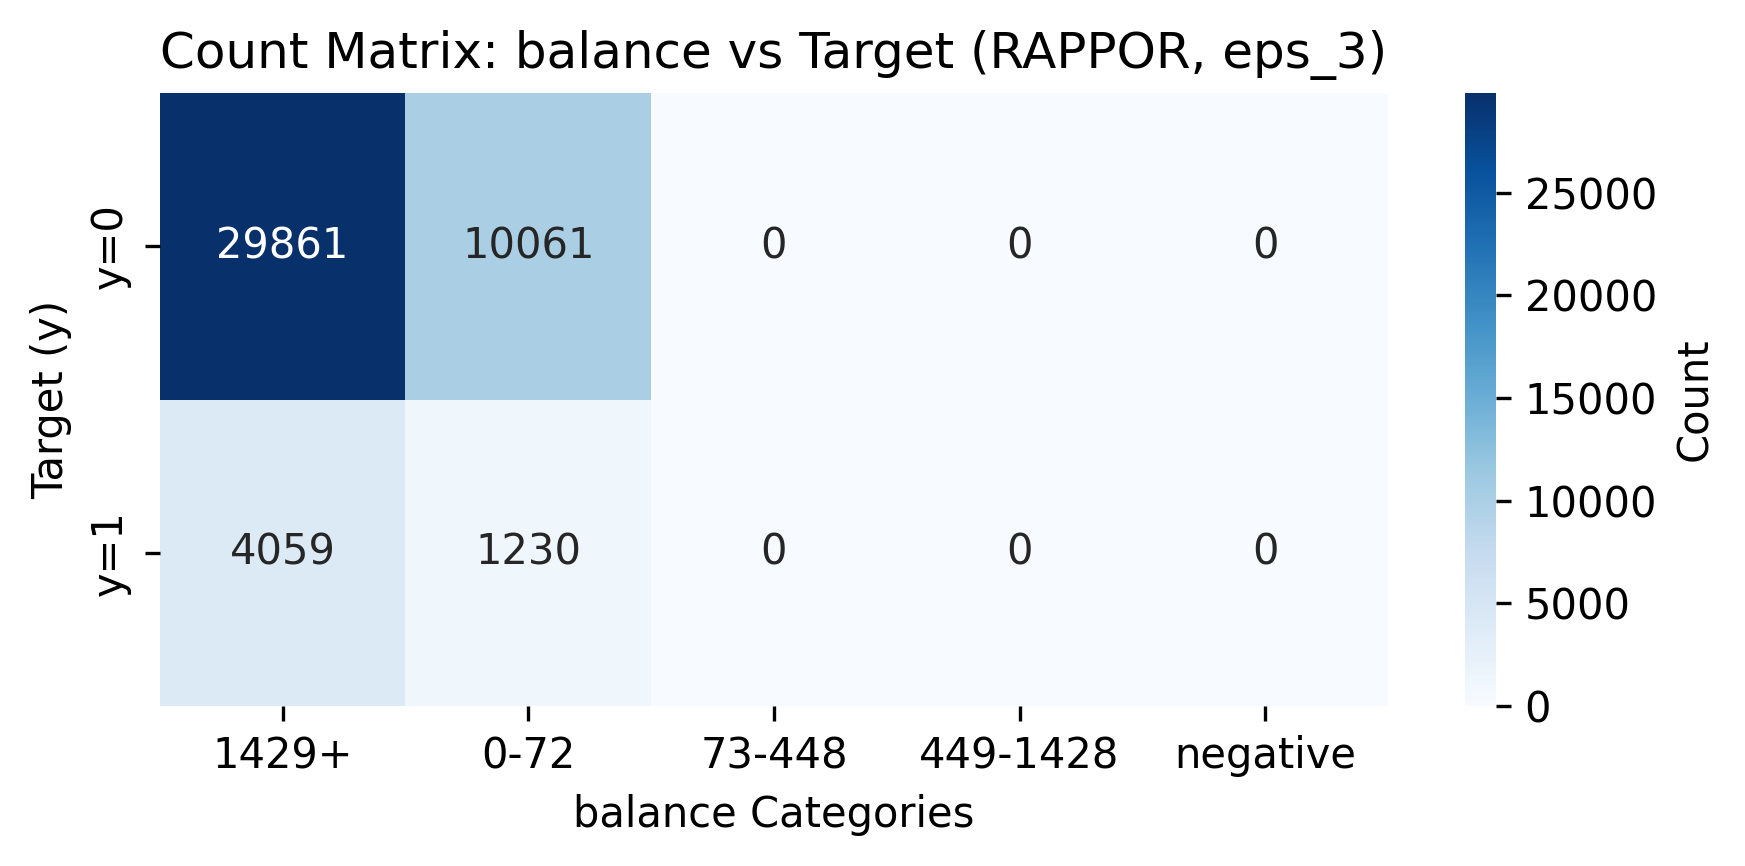 Count Matrix: balance vs Target (RAPPOR, eps_3)
Target (y)
y=0
29861 10061 0 0 0
y=1
4059 1230 0 0 0
1429+ 0-72 73-448 449-1428 negative
balance Categories
25000
20000
15000
10000
5000
0
Count